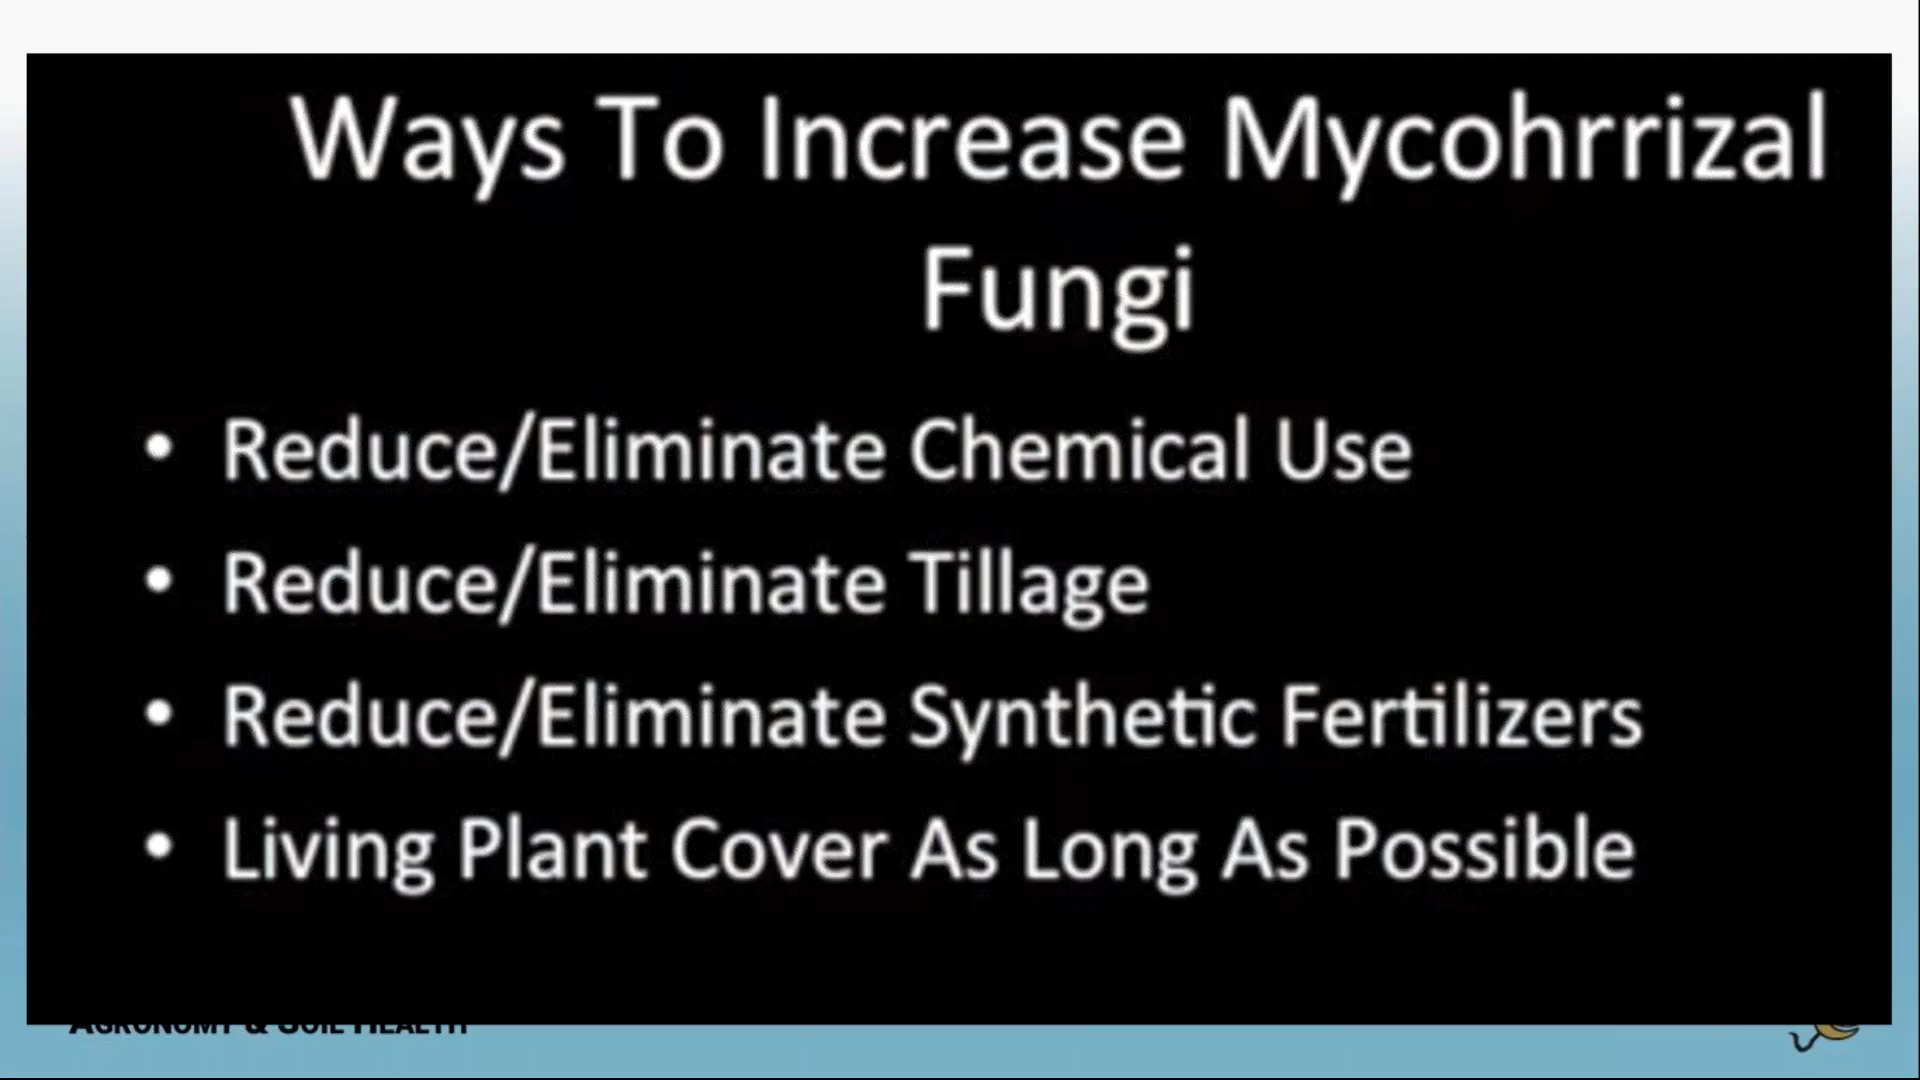 Ways To Increase Mycohrrizal
Fungi
• Reduce/Eliminate Chemical Use
• Reduce/Eliminate Tillage
• Reduce/Eliminate Synthetic Fertilizers
• Living Plant Cover As Long As Possible
AGRONOMY & SOIL HEALTH